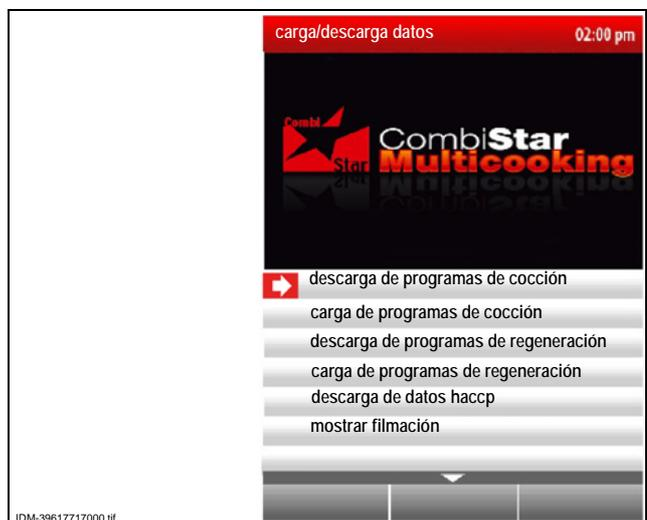 carga/descarga datos 02:00 pm
Combi
Star
CombiStar
Multicooking
descarga de programas de cocción
carga de programas de cocción
descarga de programas de regeneración
carga de programas de regeneración
descarga de datos haccp
mostrar filmación
IDM-39617717000.tif